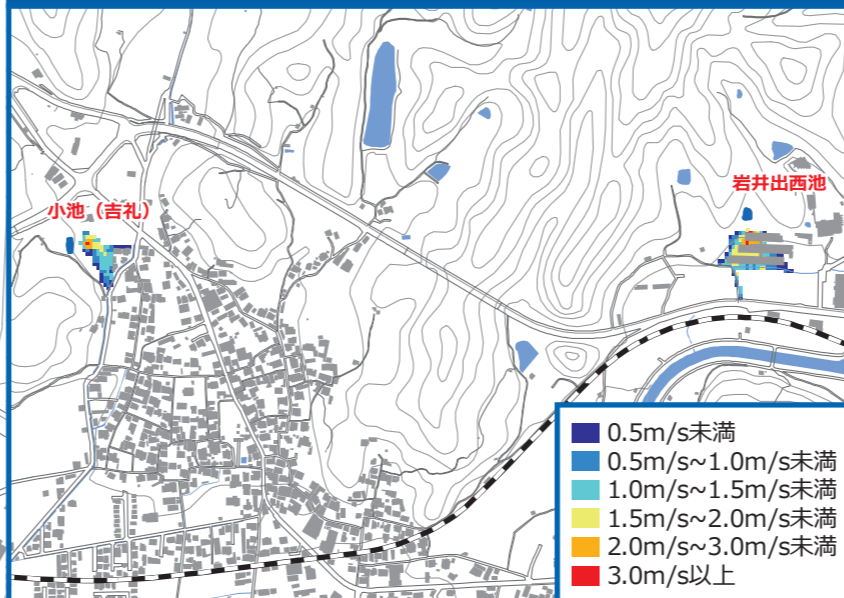 岩井出西池
小池（吉礼）
0.5m/s未満
0.5m/s~1.0m/s未満
1.0m/s~1.5m/s未満
1.5m/s~2.0m/s未満
2.0m/s~3.0m/s未満
3.0m/s以上